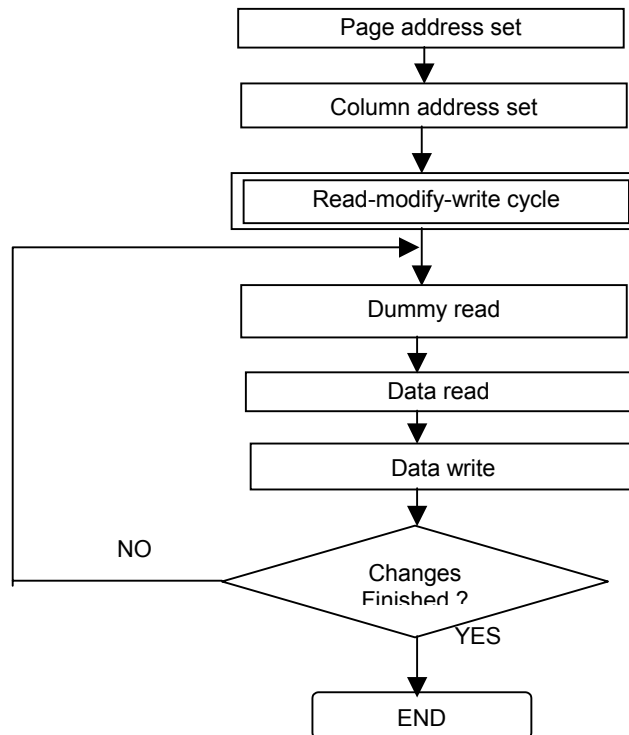 Page address set
Column address set
Read-modify-write cycle
Dummy read
Data read
Data write
NO
Changes
Finished ?
YES
END